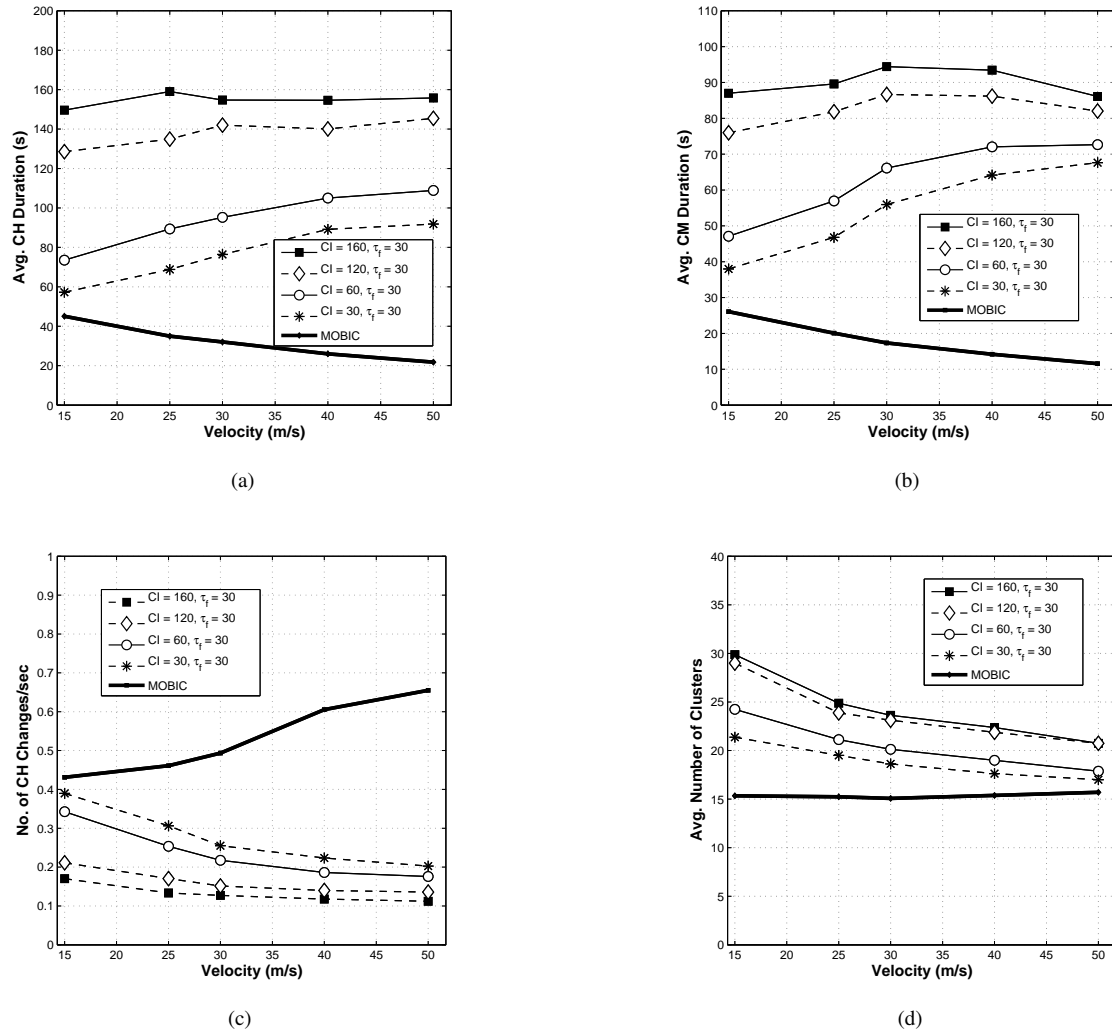 200
180
160
140
120
100
80
60
40
20
0
15 20 25 30 35 40 45 50
Avg. CH Duration (s)
Velocity (m/s)
CI = 160, τf = 30
CI = 120, τf = 30
CI = 60, τf = 30
CI = 30, τf = 30
MOBIC
(a)
110
100
90
80
70
60
50
40
30
20
10
0
15 20 25 30 35 40 45 50
Avg. CM Duration (s)
Velocity (m/s)
CI = 160, τf = 30
CI = 120, τf = 30
CI = 60, τf = 30
CI = 30, τf = 30
MOBIC
(b)
1
0.9
0.8
0.7
0.6
0.5
0.4
0.3
0.2
0.1
0
15 20 25 30 35 40 45 50
No. of CH Changes/sec
Velocity (m/s)
CI = 160, τf = 30
CI = 120, τf = 30
CI = 60, τf = 30
CI = 30, τf = 30
MOBIC
(c)
40
35
30
25
20
15
10
5
0
15 20 25 30 35 40 45 50
Avg. Number of Clusters
Velocity (m/s)
CI = 160, τf = 30
CI = 120, τf = 30
CI = 60, τf = 30
CI = 30, τf = 30
MOBIC
(d)